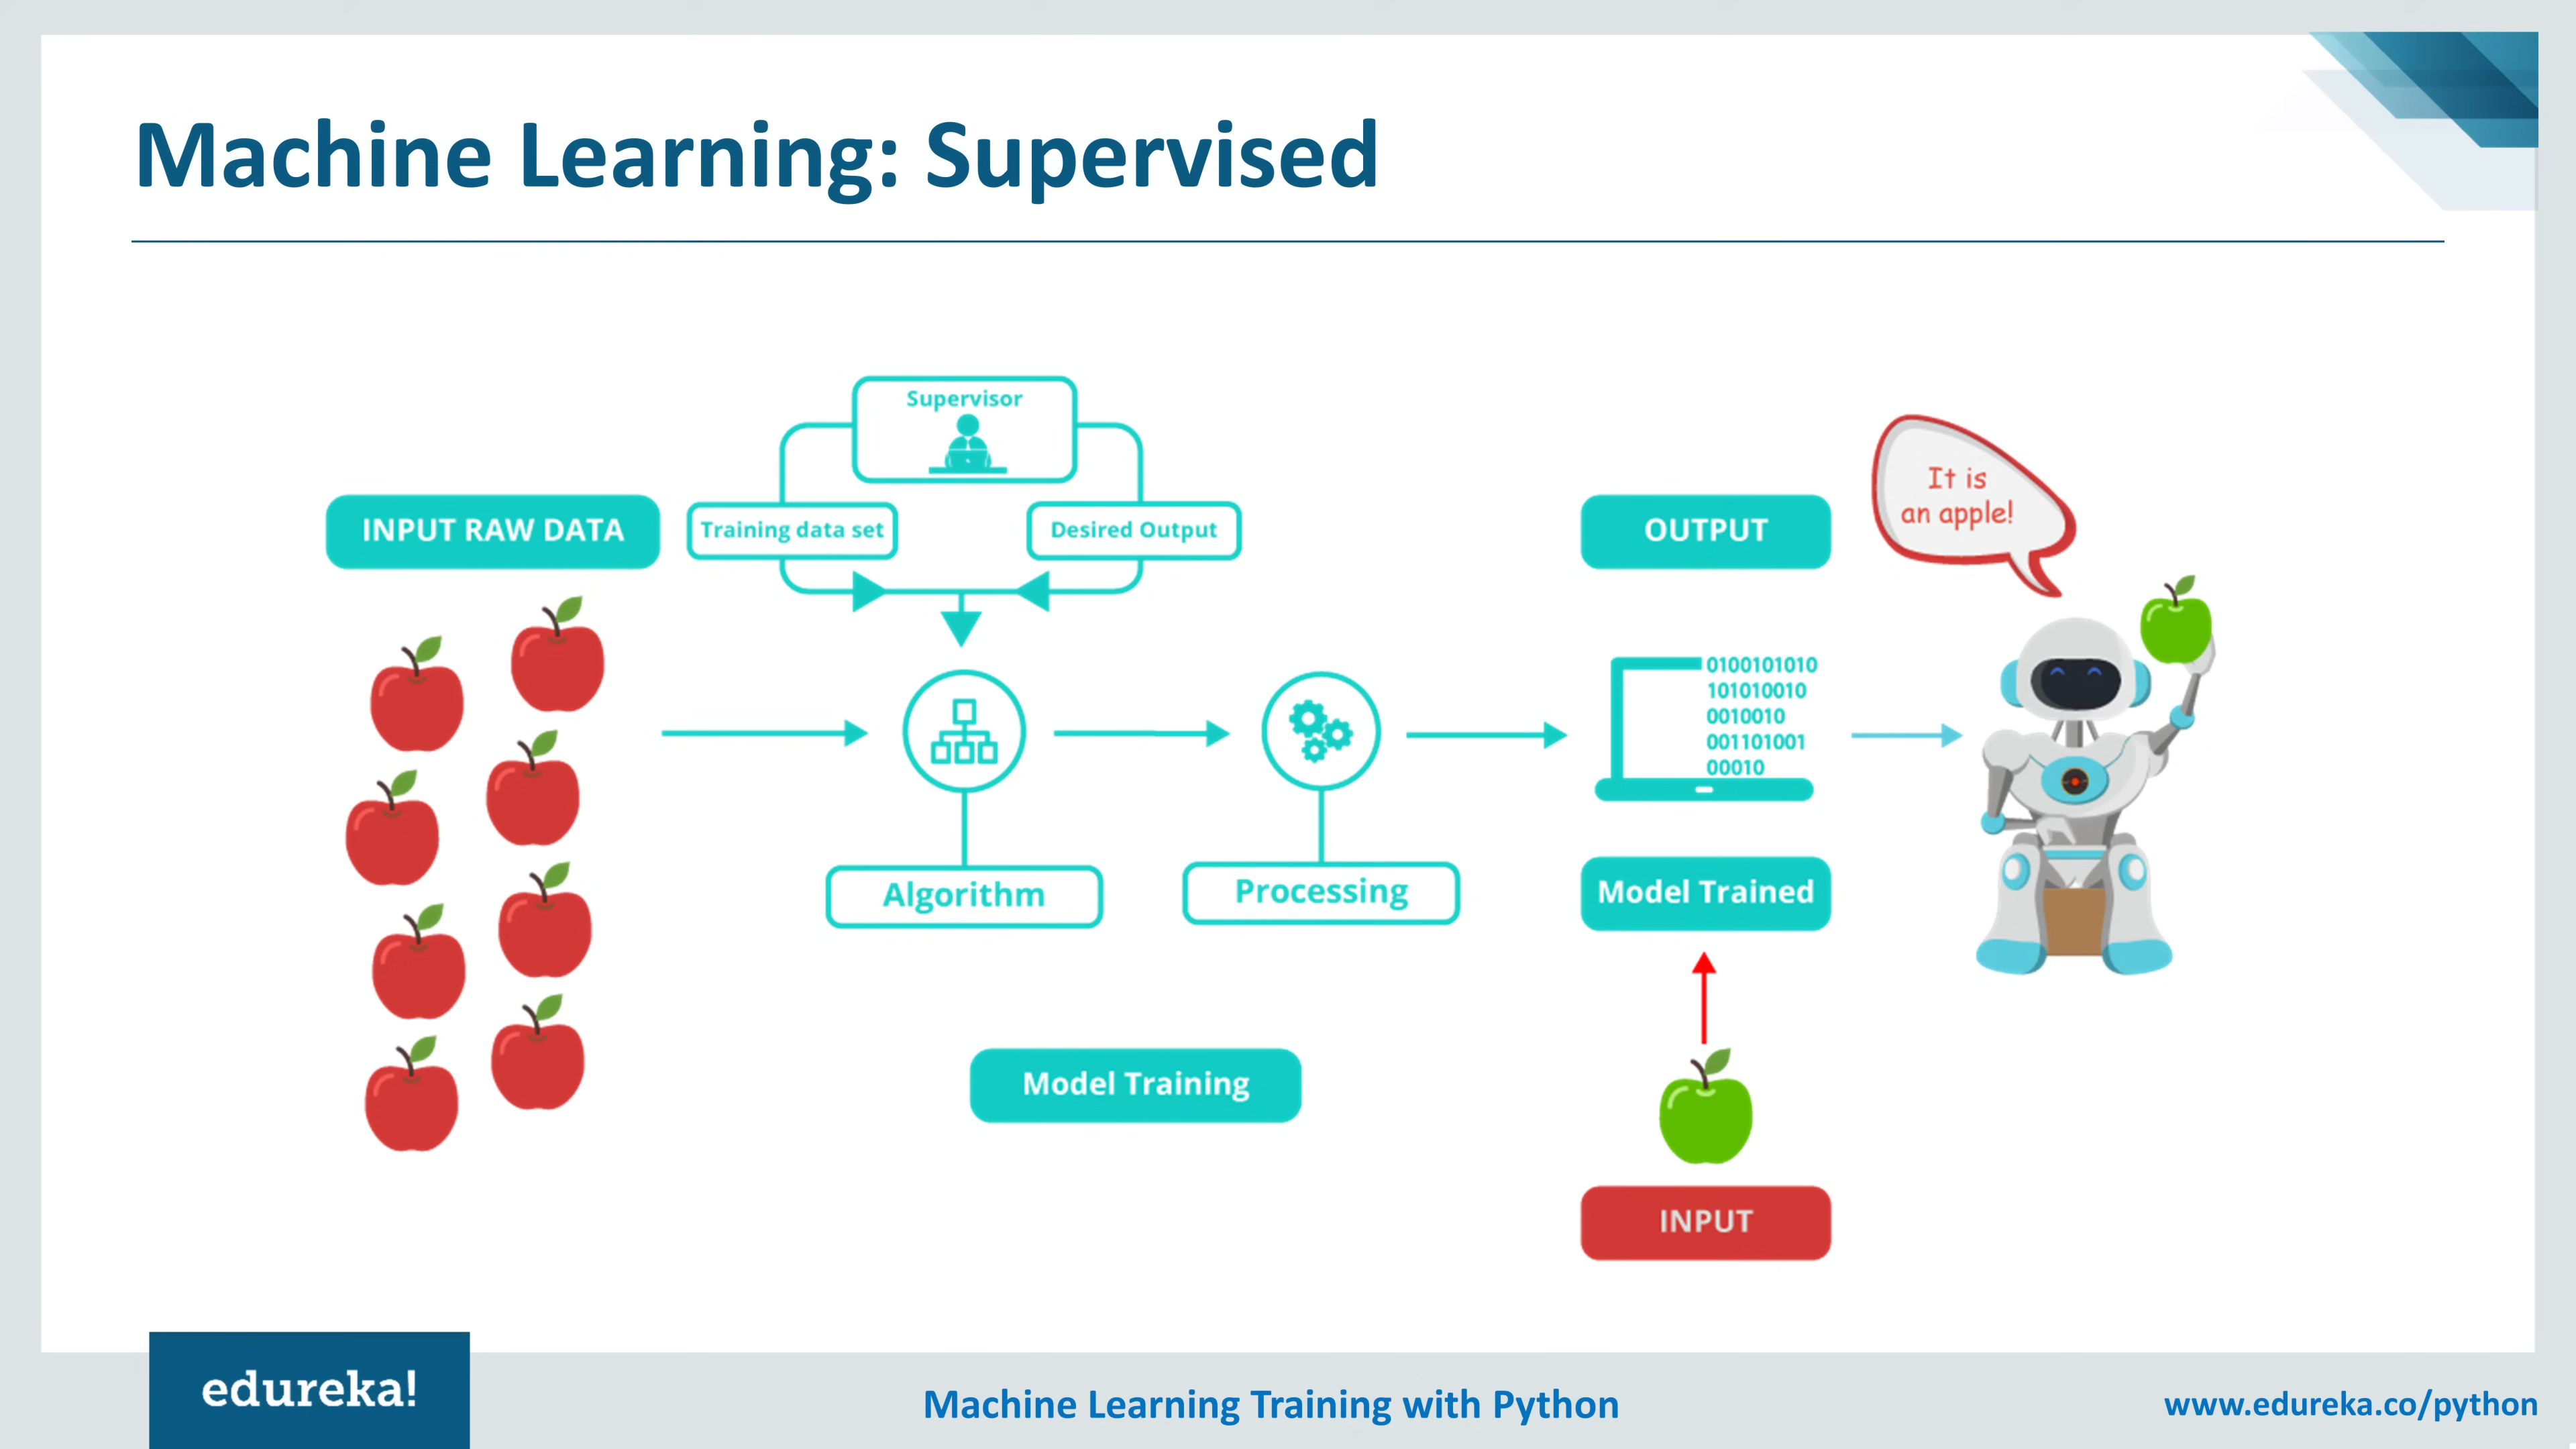 Machine Learning: Supervised
Supervisor
INPUT RAW DATA
Training data set
Desired Output
OUTPUT
It is
an apple!
0100101010
101010010
0010010
001101001
00010
Algorithm
Processing
Model Trained
Model Training
INPUT
edureka!
Machine Learning Training with Python
www.edureka.co/python